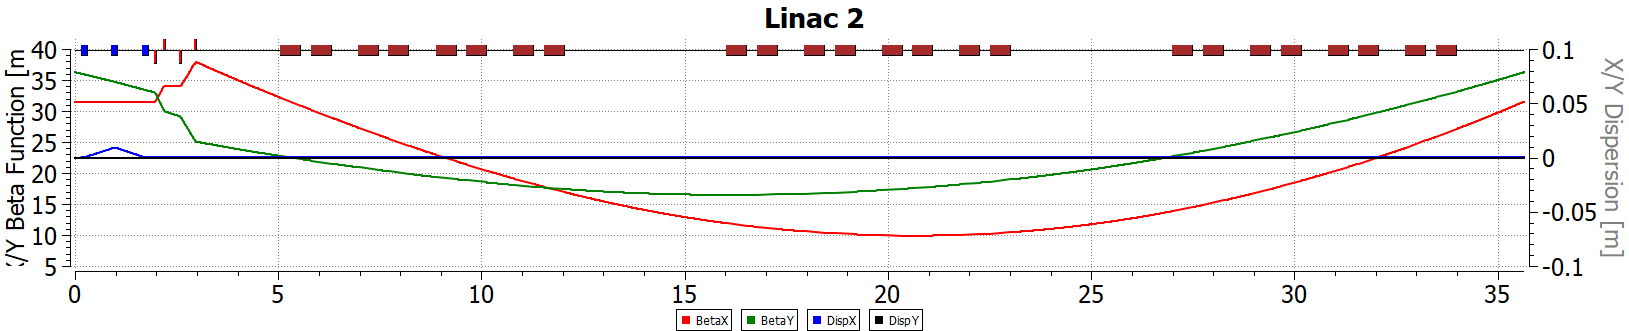 Linac 2
X/Y Beta Function [m
40
35
30
25
20
15
10
5
0.1
0.05
0
-0.05
-0.1
X/Y Dispersion [m]
0 5 10 15 20 25 30 35
BetaX BetaY DispX DispY